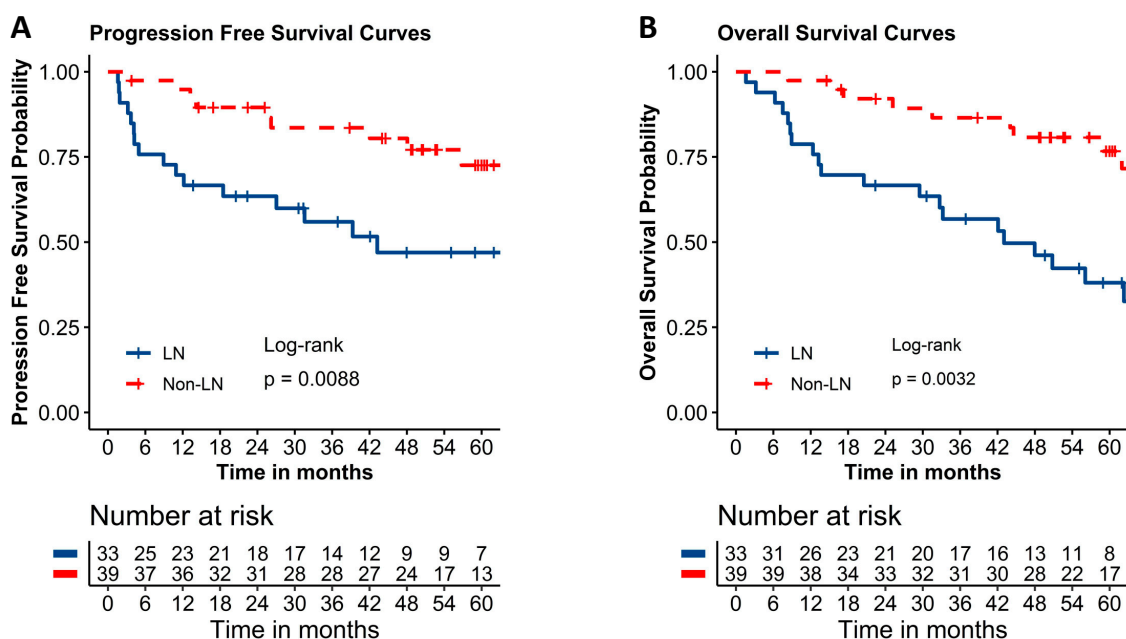 A
Progression Free Survival Curves
Proression Free Survival Probability
1.00
0.75
0.50
0.25
0.00
LN
Non-LN
Log-rank
p = 0.0088
0 6 12 18 24 30 36 42 48 54 60
Time in months
Number at risk
33 25 23 21 18 17 14 12 9 9 7
39 37 36 32 31 28 28 27 24 17 13
0 6 12 18 24 30 36 42 48 54 60
Time in months
B
Overall Survival Curves
Overall Survival Probability
1.00
0.75
0.50
0.25
0.00
LN
Non-LN
Log-rank
p = 0.0032
0 6 12 18 24 30 36 42 48 54 60
Time in months
Number at risk
33 31 26 23 21 20 17 16 13 11 8
39 39 38 34 33 32 31 30 28 22 17
0 6 12 18 24 30 36 42 48 54 60
Time in months